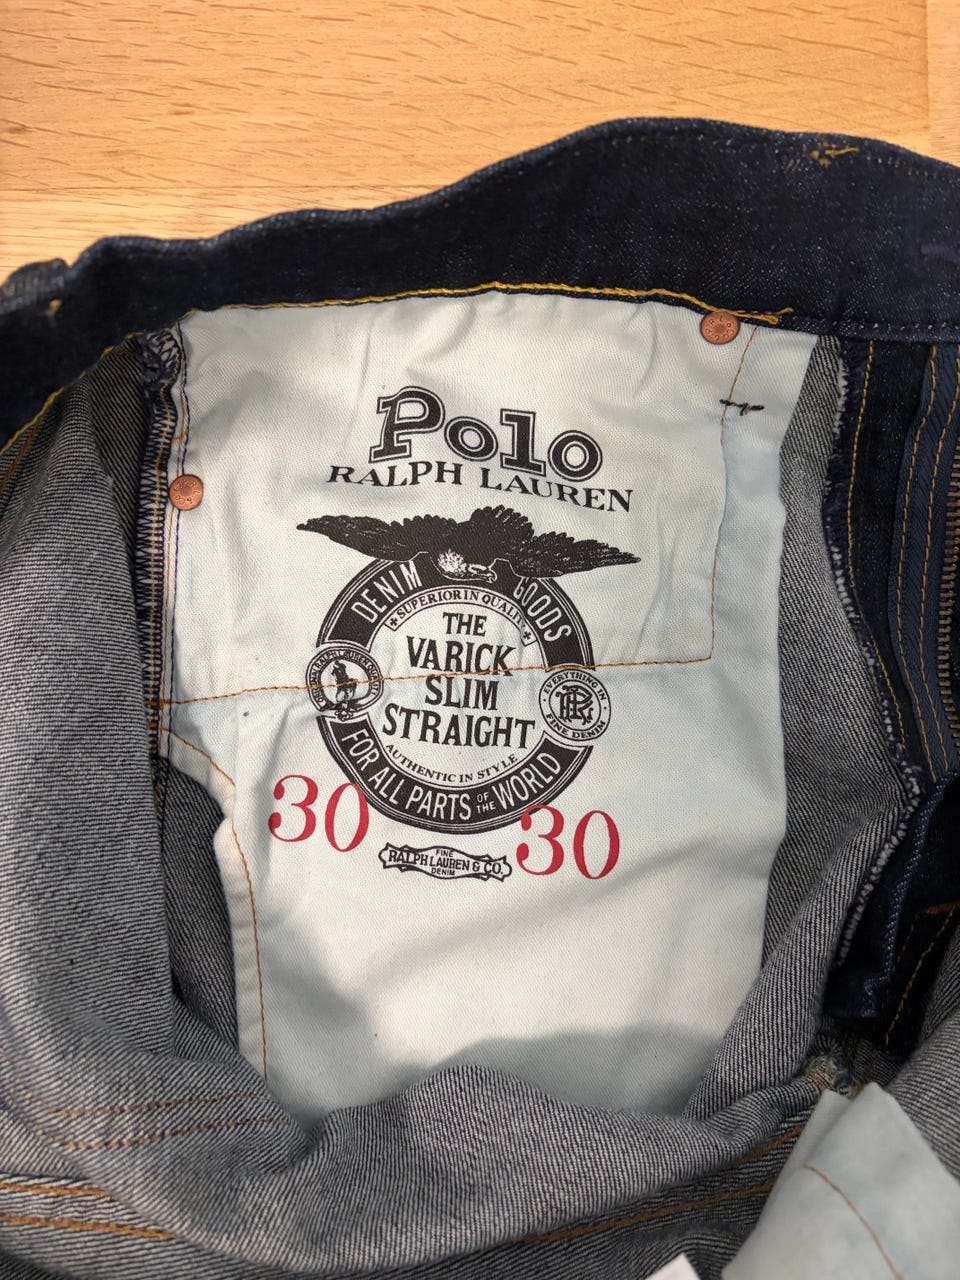 Polo
RALPH LAUREN
DENIM GOODS
SUPERIOR IN QUALITY
THE
VARICK
SLIM
STRAIGHT
AUTHENTIC IN STYLE
EVERYTHING IN
FINE DENIM
FOR ALL PARTS OF THE WORLD
30 30
FINE
RALPH LAUREN & CO.
DENIM